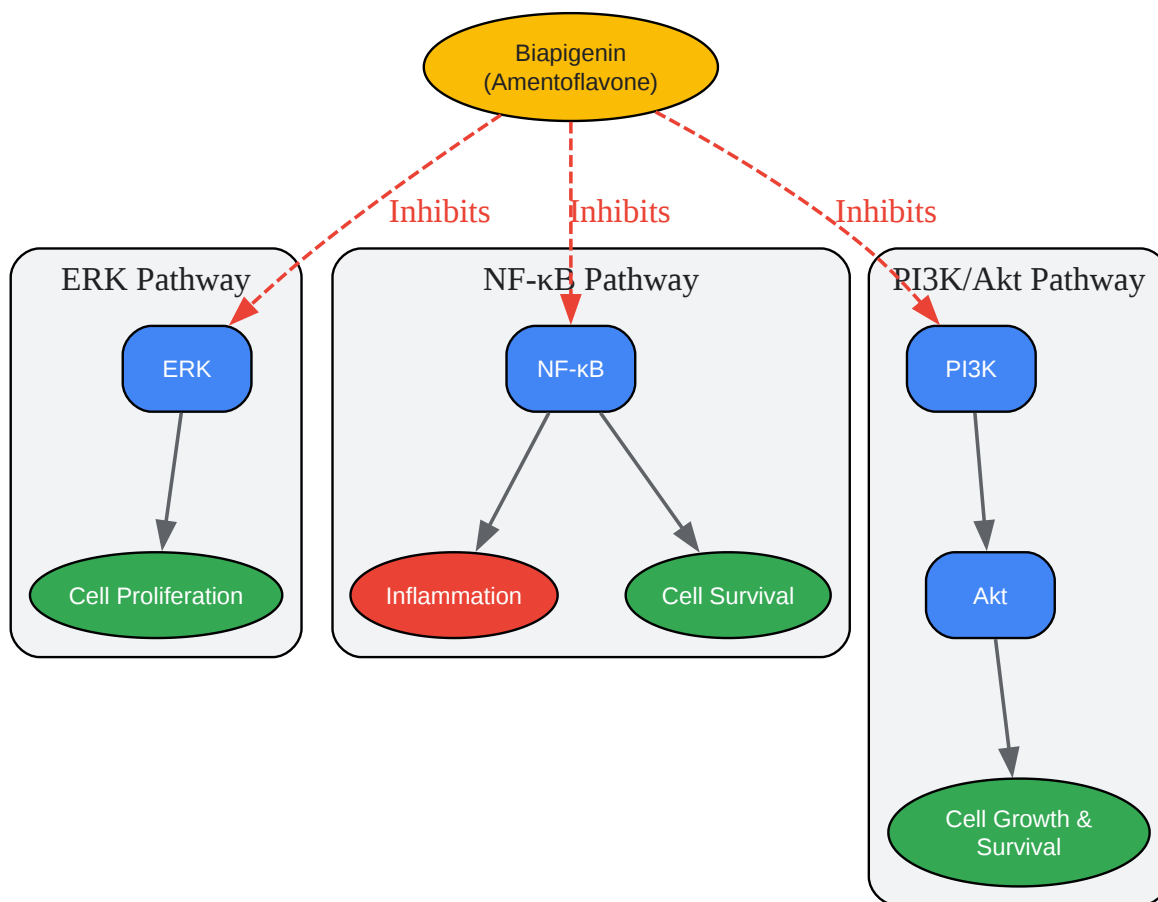 Biapigenin
(Amentoflavone)
Inhibits
Inhibits
Inhibits
ERK Pathway
NF-κB Pathway
PI3K/Akt Pathway
ERK
NF-κB
PI3K
Cell Proliferation
Inflammation
Cell Survival
Akt
Cell Growth &
Survival